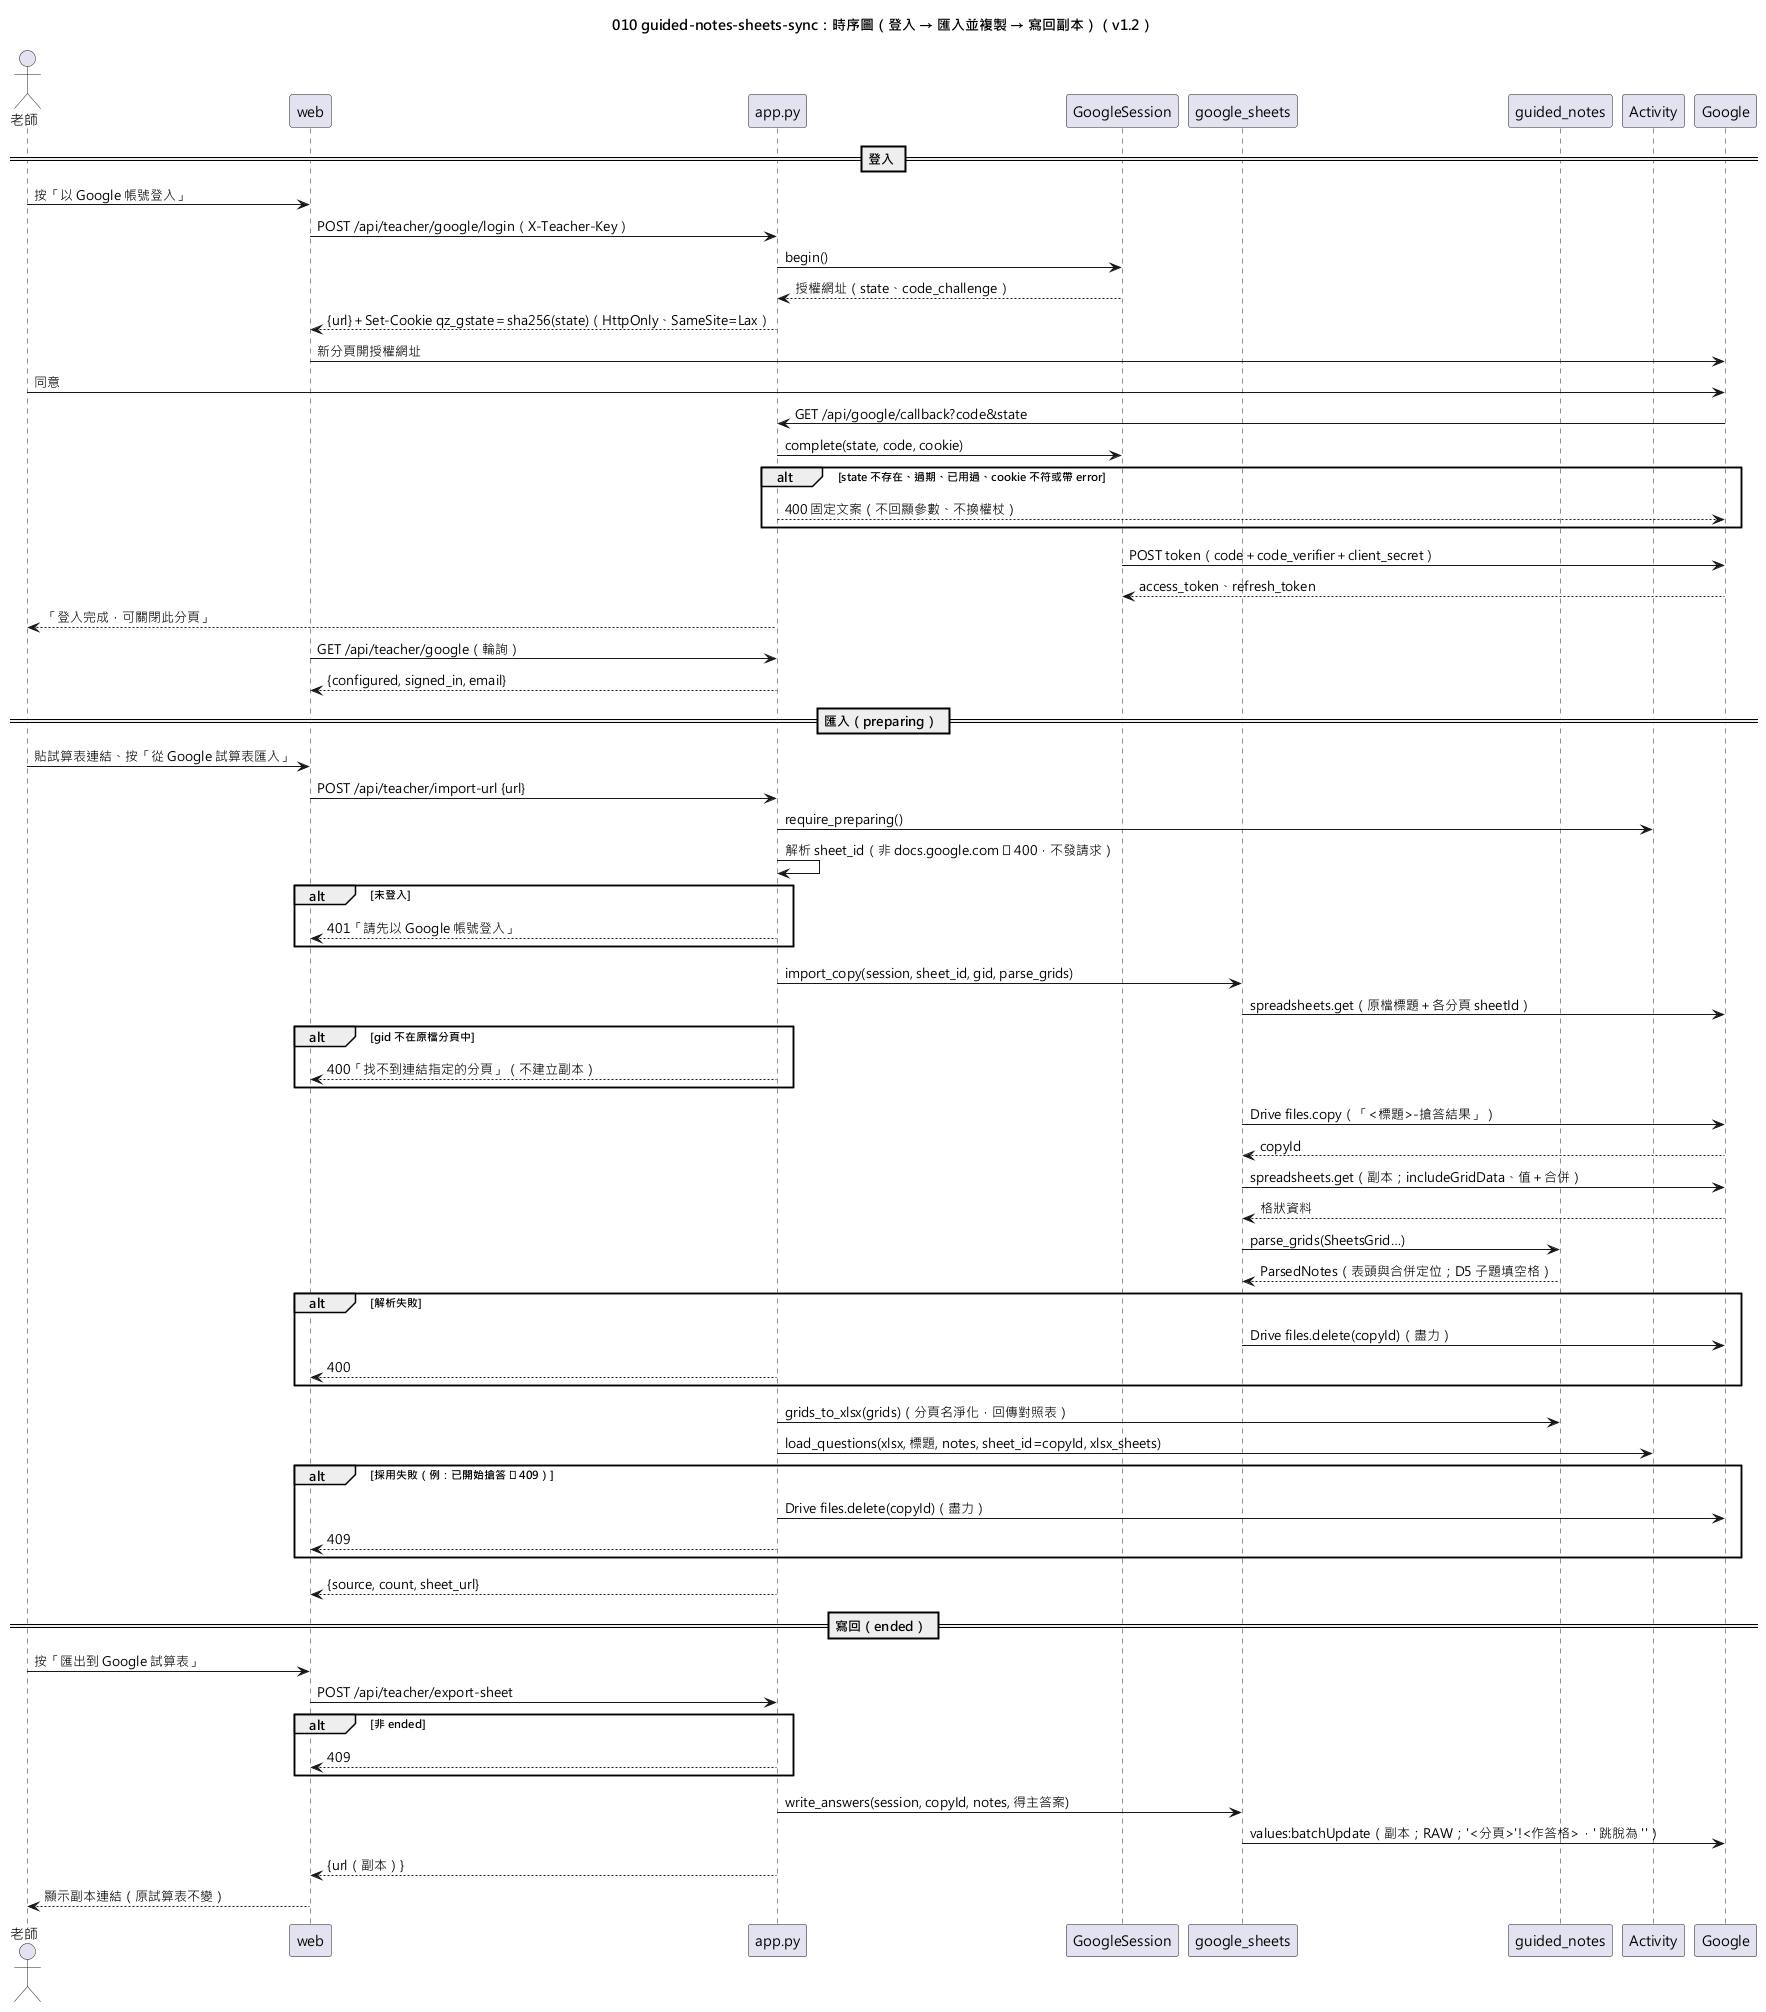 010 guided-notes-sheets-sync：時序圖（登入 → 匯入並複製 → 寫回副本）（v1.2）
老師
web
app.py
GoogleSession
google_sheets
guided_notes
Activity
Google
登入
按「以 Google 帳號登入」
POST /api/teacher/google/login（X-Teacher-Key）
begin()
授權網址（state、code_challenge）
{url}＋Set-Cookie qz_gstate＝sha256(state)（HttpOnly、SameSite=Lax）
新分頁開授權網址
同意
GET /api/google/callback?code&state
complete(state, code, cookie)
alt [state 不存在、過期、已用過、cookie 不符或帶 error]
400 固定文案（不回顯參數、不換權杖）
POST token（code＋code_verifier＋client_secret）
access_token、refresh_token
「登入完成，可關閉此分頁」
GET /api/teacher/google（輪詢）
{configured, signed_in, email}
匯入（preparing）
貼試算表連結、按「從 Google 試算表匯入」
POST /api/teacher/import-url {url}
require_preparing()
解析 sheet_id（非 docs.google.com 400，不發請求）
alt [未登入]
401「請先以 Google 帳號登入」
import_copy(session, sheet_id, gid, parse_grids)
spreadsheets.get（原檔標題＋各分頁 sheetId）
alt [gid 不在原檔分頁中]
400「找不到連結指定的分頁」（不建立副本）
Drive files.copy（「<標題>-搶答結果」）
copyId
spreadsheets.get（副本；includeGridData、值＋合併）
格狀資料
parse_grids(SheetsGrid…)
ParsedNotes（表頭與合併定位；D5 子題填空格）
alt [解析失敗]
Drive files.delete(copyId)（盡力）
400
grids_to_xlsx(grids)（分頁名淨化，回傳對照表）
load_questions(xlsx, 標題, notes, sheet_id=copyId, xlsx_sheets)
alt [採用失敗（例：已開始搶答 409）]
Drive files.delete(copyId)（盡力）
409
{source, count, sheet_url}
寫回（ended）
按「匯出到 Google 試算表」
POST /api/teacher/export-sheet
alt [非 ended]
409
write_answers(session, copyId, notes, 得主答案)
values:batchUpdate（副本；RAW；'<分頁>'!<作答格>，' 跳脫為 ''）
{url（副本）}
顯示副本連結（原試算表不變）
老師
web
app.py
GoogleSession
google_sheets
guided_notes
Activity
Google